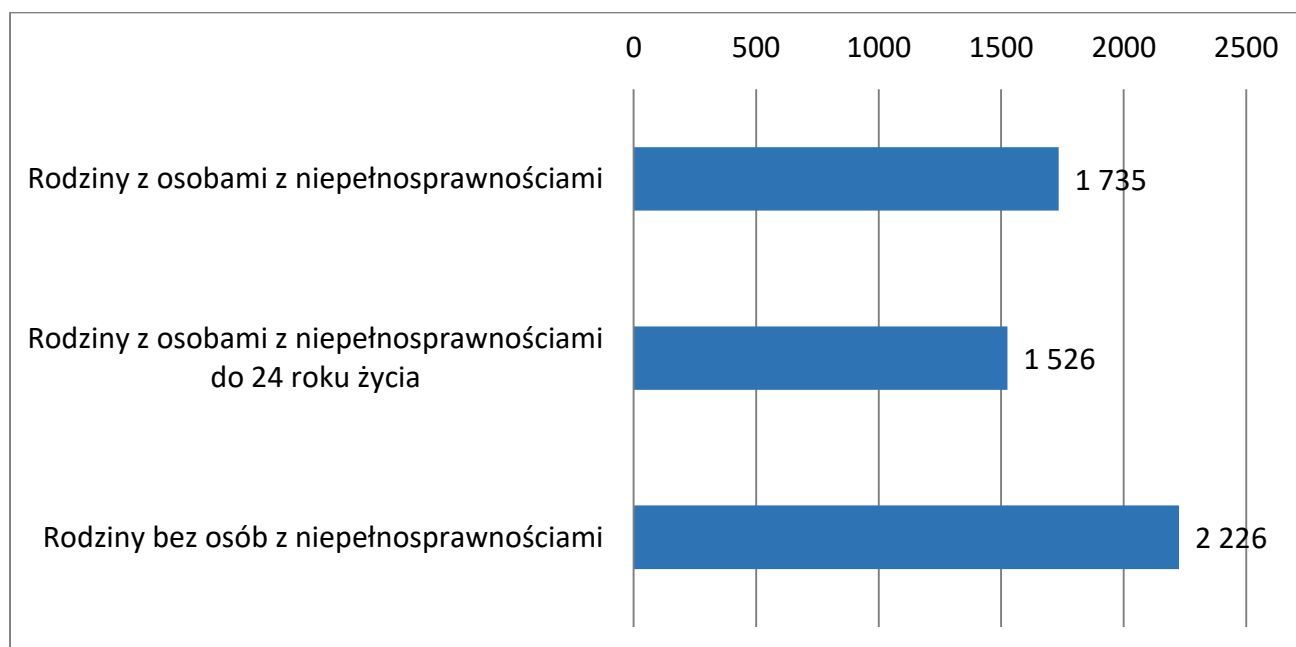 0 500 1000 1500 2000 2500
Rodziny z osobami z niepełnosprawnościami
1 735
Rodziny z osobami z niepełnosprawnościami
do 24 roku życia
1 526
Rodziny bez osób z niepełnosprawnościami
2 226